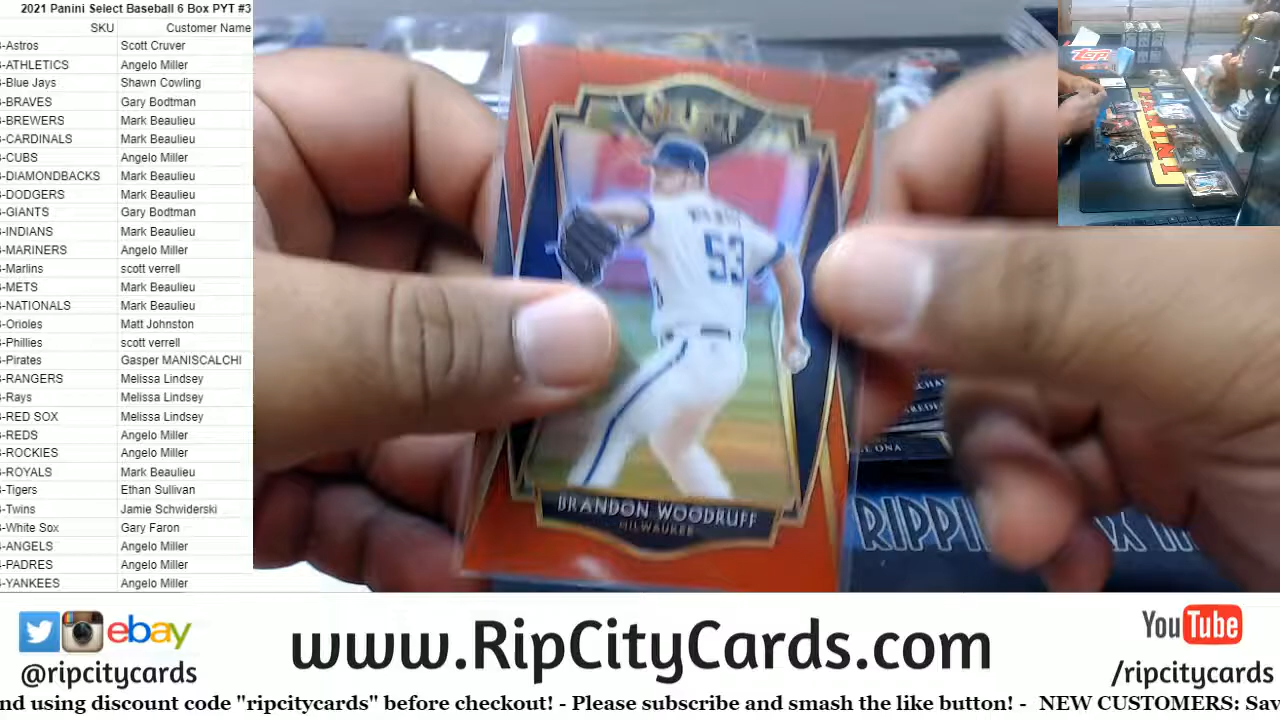 2021 Panini Select Baseball 6 Box PYT #3
SKU Customer Name
-Astros Scott Cruver
-ATHLETICS Angelo Miller
-Blue Jays Shawn Cowling
-BRAVES Gary Bodtman
-BREWERS Mark Beaulieu
-CARDINALS Mark Beaulieu
-CUBS Angelo Miller
-DIAMONDBACKS Mark Beaulieu
-DODGERS Mark Beaulieu
-GIANTS Gary Bodtman
-INDIANS Mark Beaulieu
-MARINERS Angelo Miller
-Marlins scott verrell
-METS Mark Beaulieu
-NATIONALS Mark Beaulieu
-Orioles Matt Johnston
-Phillies scott verrell
-Pirates Gasper MANISCALCHI
-RANGERS Melissa Lindsey
-Rays Melissa Lindsey
-RED SOX Melissa Lindsey
-REDS Angelo Miller
-ROCKIES Angelo Miller
-ROYALS Mark Beaulieu
-Tigers Ethan Sullivan
-Twins Jamie Schwiderski
-White Sox Gary Faron
-ANGELS Angelo Miller
-PADRES Angelo Miller
-YANKEES Angelo Miller
SELECT
53
BRANDON WOODRUFF
MILWAUKEE
PANINI
ONA
RIPPI
ebay
@ripcitycards
www.RipCityCards.com
YouTube
/ripcitycards
nd using discount code "ripcitycards" before checkout! - Please subscribe and smash the like button! - NEW CUSTOMERS: Sav